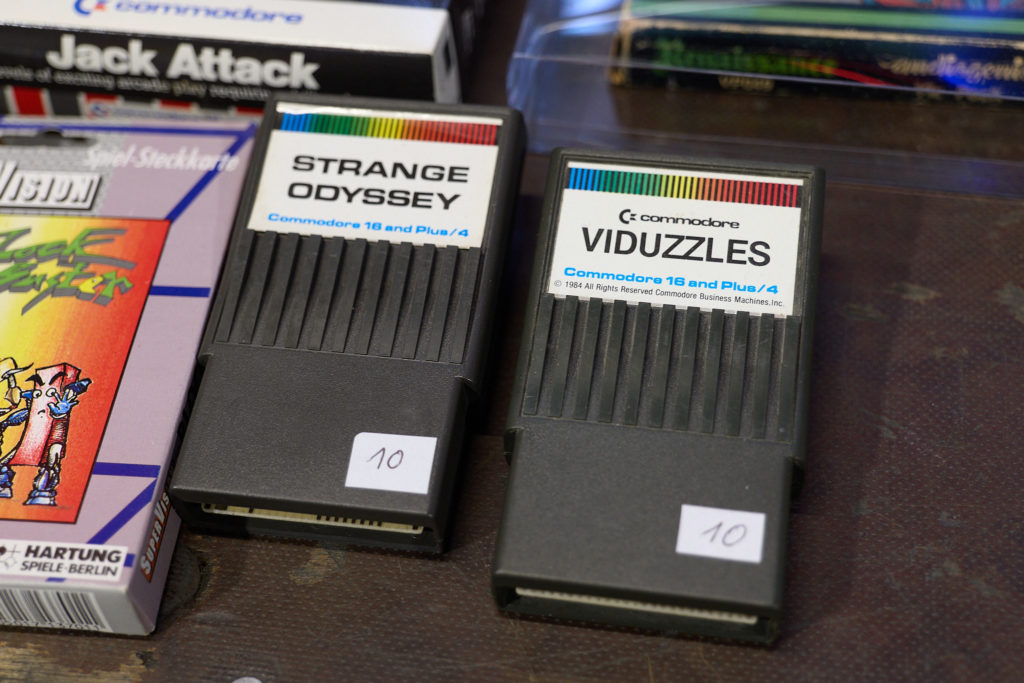 commodore
Jack Attack
Spiel-Steckkarte
VISION
HARTUNG
SPIELE-BERLIN
STRANGE
ODYSSEY
Commodore 16 and Plus/4
10
commodore
VIDUZZLES
Commodore 16 and Plus/4
© 1984 All Rights Reserved Commodore Business Machines, Inc.
10
Renaissance